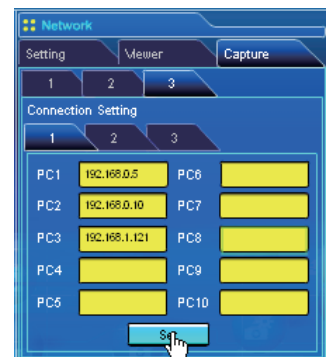 Network
Setting Viewer Capture
1 2 3
Connection Setting
1 2 3
PC1 192.168.0.5 PC6
PC2 192.168.0.10 PC7
PC3 192.168.1.121 PC8
PC4 PC9
PC5 PC10